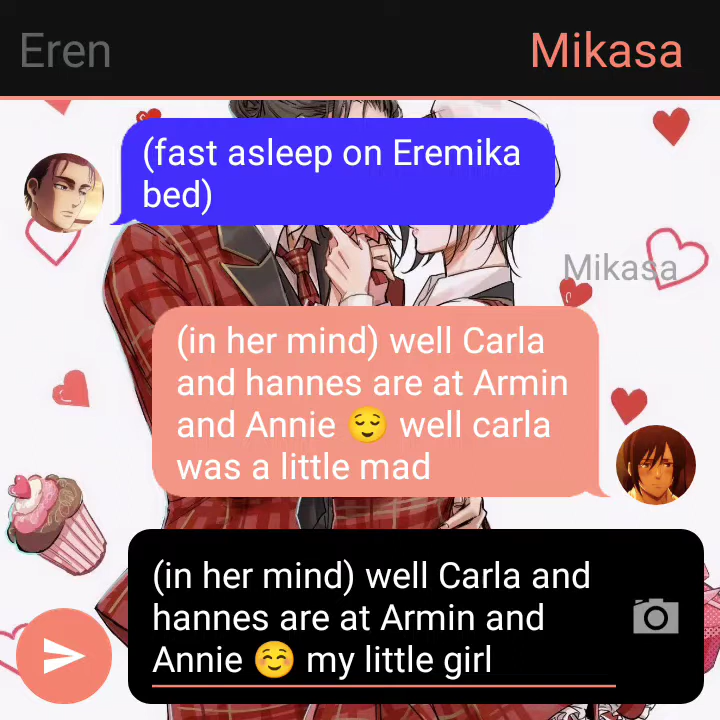 Eren
Mikasa
(fast asleep on Eremika
bed)
Mikasa
(in her mind) well Carla
and hannes are at Armin
and Annie 😌 well carla
was a little mad
(in her mind) well Carla and
hannes are at Armin and
Annie ☺️ my little girl